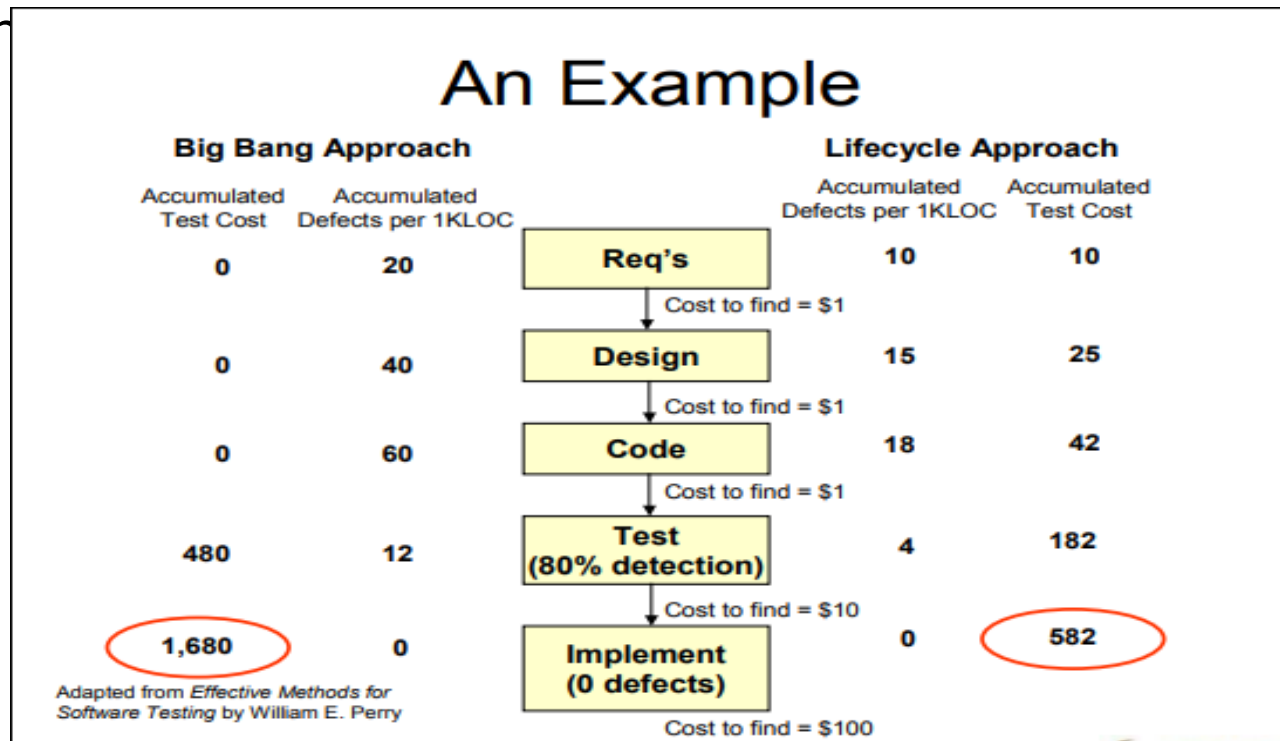 An Example
Big Bang Approach
Lifecycle Approach
Accumulated Test Cost
Accumulated Defects per 1KLOC
Accumulated Defects per 1KLOC
Accumulated Test Cost
0 20 Req's 10 10
Cost to find = $1
0 40 Design 15 25
Cost to find = $1
0 60 Code 18 42
Cost to find = $1
480 12 Test (80% detection) 4 182
Cost to find = $10
1,680 0 Implement (0 defects) 0 582
Adapted from Effective Methods for
Software Testing by William E. Perry
Cost to find = $100